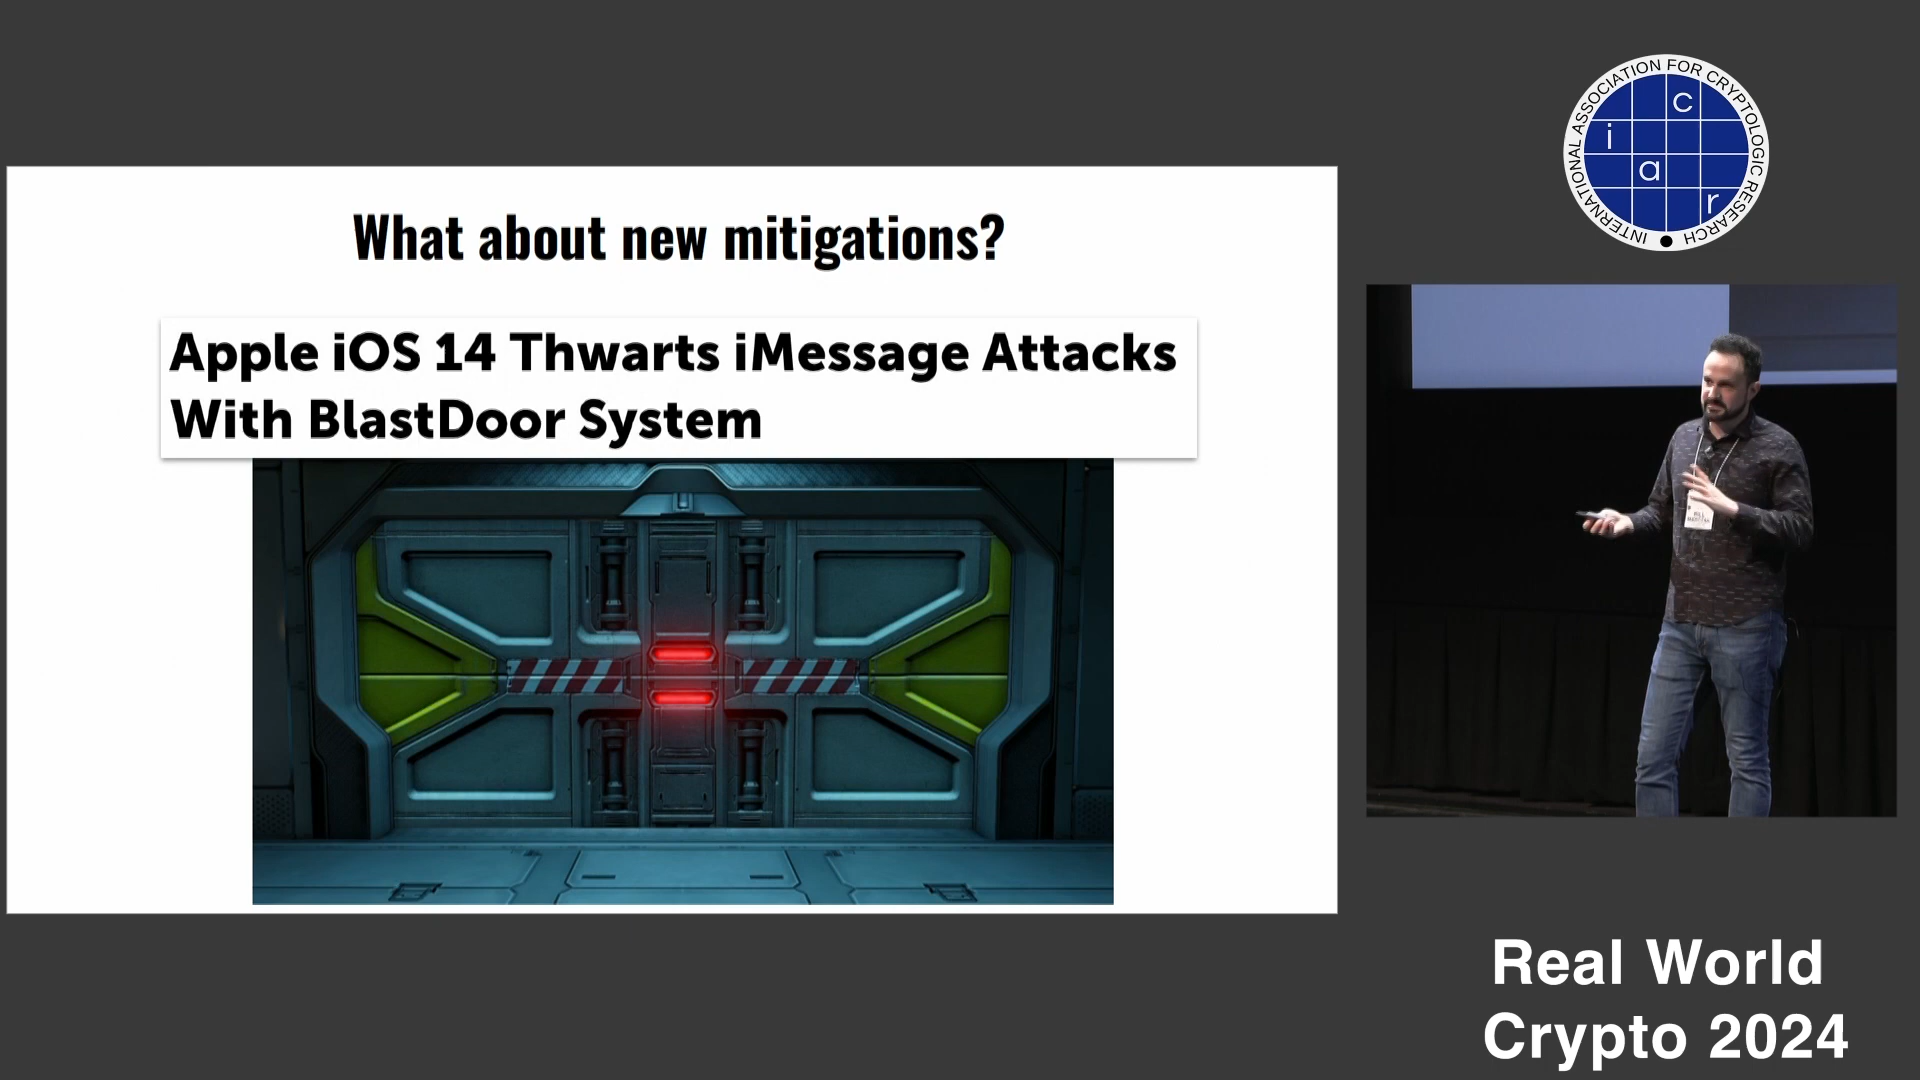 What about new mitigations?
Apple iOS 14 Thwarts iMessage Attacks
With BlastDoor System
INTERNATIONAL ASSOCIATION FOR CRYPTOLOGIC RESEARCH
c
i
a
r
Real World
Crypto 2024